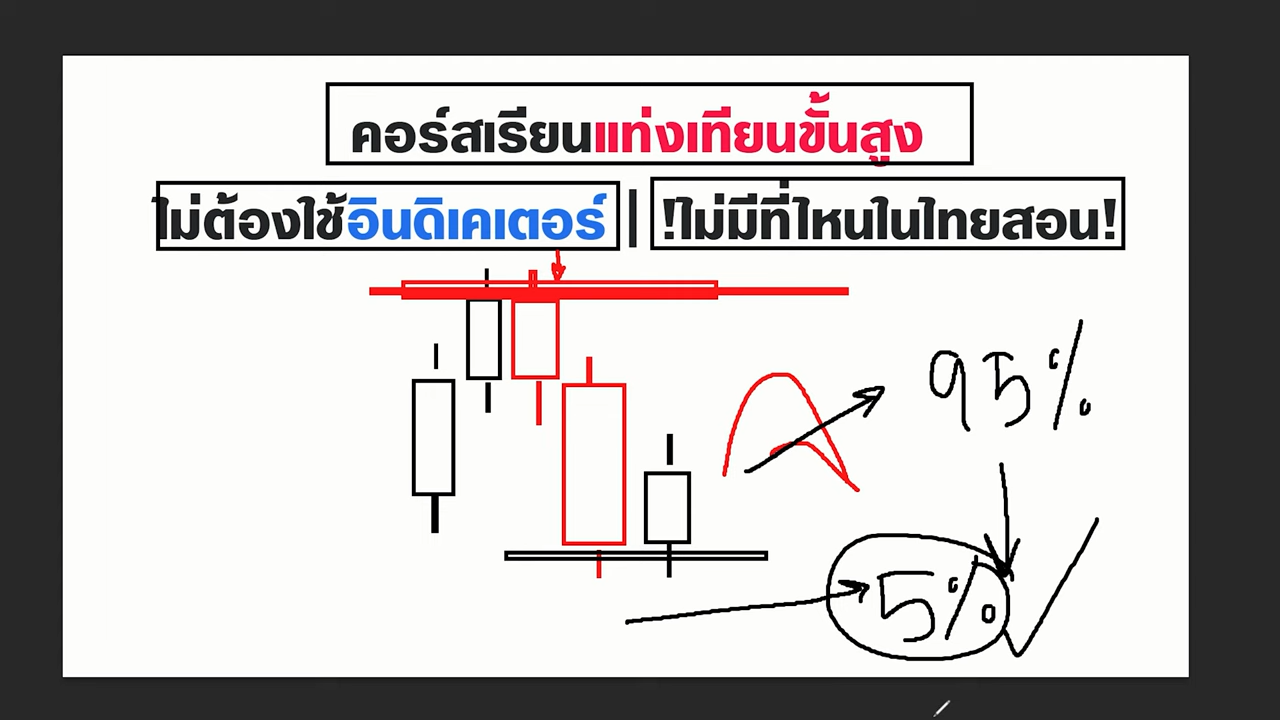 คอร์สเรียนแท่งเทียนขั้นสูง
ไม่ต้องใช้อินดิเคเตอร์ | !ไม่มีที่ไหนในไทยสอน!
95%
5%